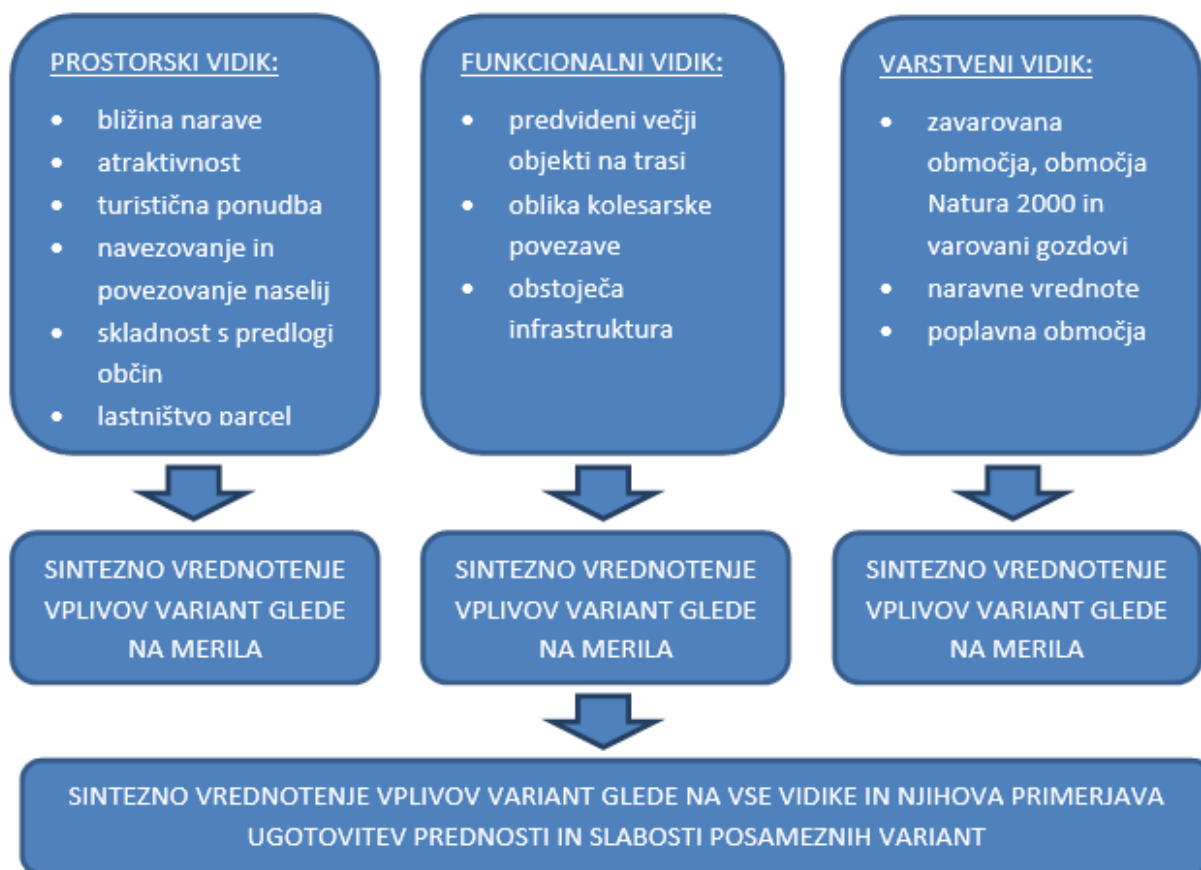 PROSTORSKI VIDIK:
• bližina narave
• atraktivnost
• turistična ponudba
• navezovanje in
povezovanje naselij
• skladnost s predlogi
občin
• lastništvo parcel
FUNKCIONALNI VIDIK:
• predvideni večji
objekti na trasi
• oblika kolesarske
povezave
• obstoječa
infrastruktura
VARSTVENI VIDIK:
• zavarovana
območja, območja
Natura 2000 in
varovani gozdovi
• naravne vrednote
• poplavna območja
SINTEZNO VREDNOTENJE
VPLIVOV VARIANT GLEDE
NA MERILA
SINTEZNO VREDNOTENJE
VPLIVOV VARIANT GLEDE
NA MERILA
SINTEZNO VREDNOTENJE
VPLIVOV VARIANT GLEDE
NA MERILA
SINTEZNO VREDNOTENJE VPLIVOV VARIANT GLEDE NA VSE VIDIKE IN NJIHOVA PRIMERJAVA
UGOTOVITEV PREDNOSTI IN SLABOSTI POSAMEZNIH VARIANT